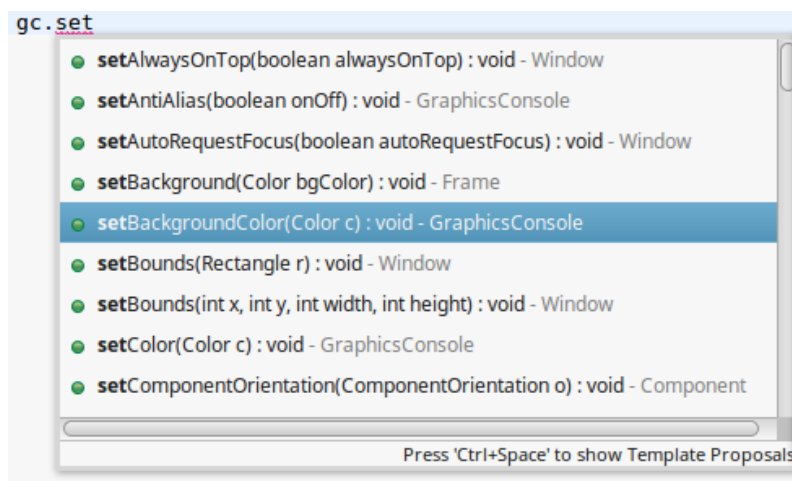 gc.set
setAlwaysOnTop(boolean alwaysOnTop) : void - Window
setAntiAlias(boolean onOff) : void - GraphicsConsole
setAutoRequestFocus(boolean autoRequestFocus) : void - Window
setBackground(Color bgColor) : void - Frame
setBackgroundColor(Color c) : void - GraphicsConsole
setBounds(Rectangle r) : void - Window
setBounds(int x, int y, int width, int height) : void - Window
setColor(Color c) : void - GraphicsConsole
setComponentOrientation(ComponentOrientation o) : void - Component
Press 'Ctrl+Space' to show Template Proposals